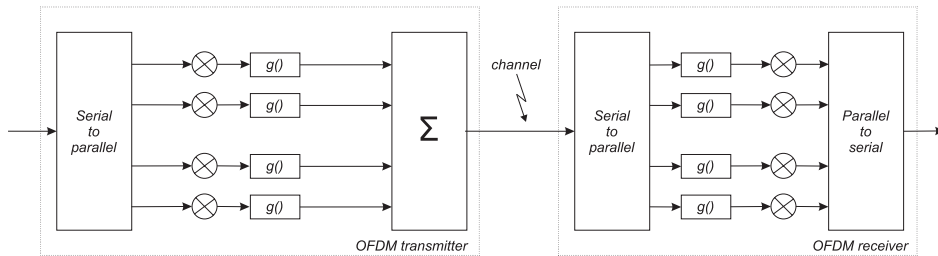 Serial
to
parallel
g()
g()
g()
g()
Σ
OFDM transmitter
channel
Serial
to
parallel
g()
g()
g()
g()
Parallel
to
serial
OFDM receiver